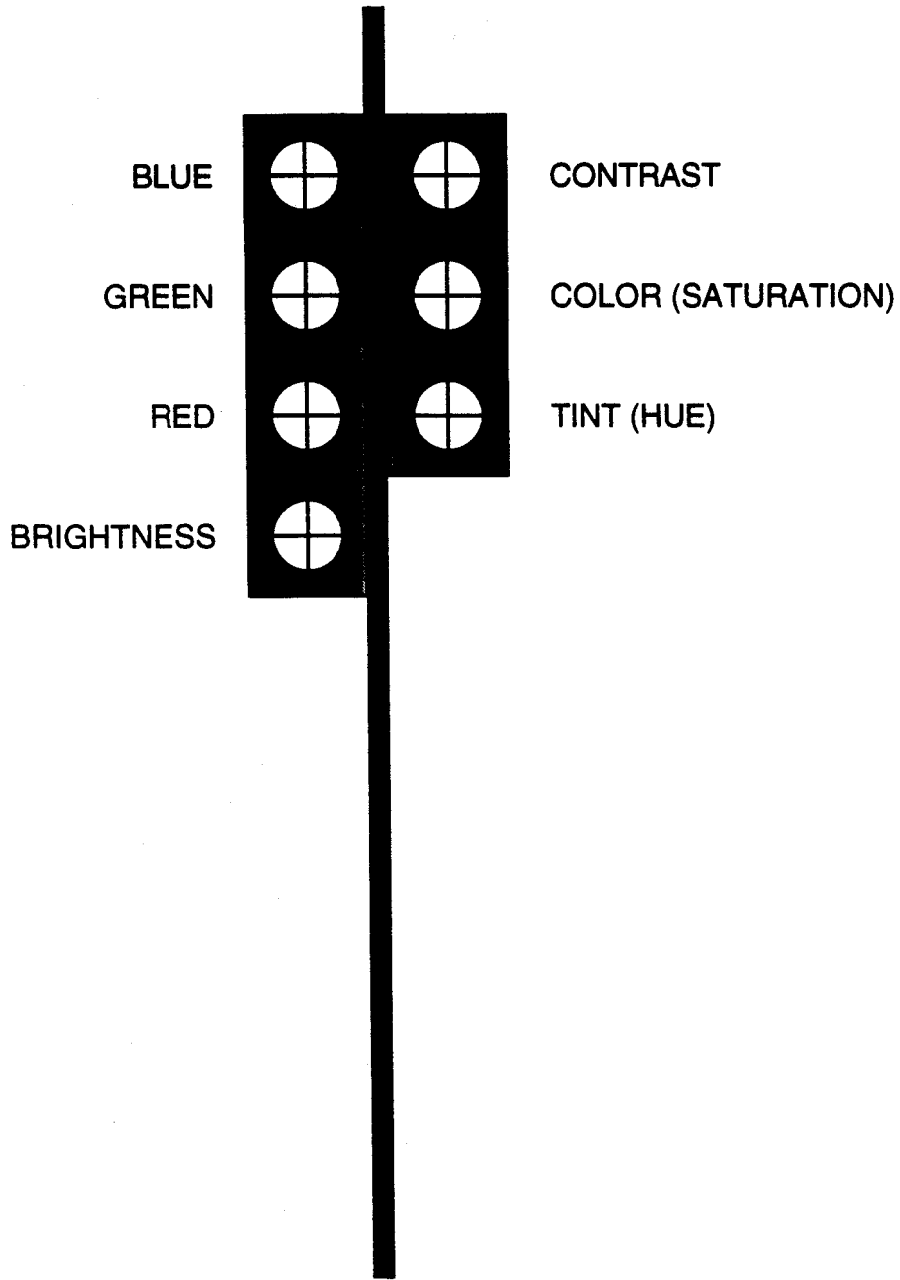 BLUE
CONTRAST
GREEN
COLOR (SATURATION)
RED
TINT (HUE)
BRIGHTNESS